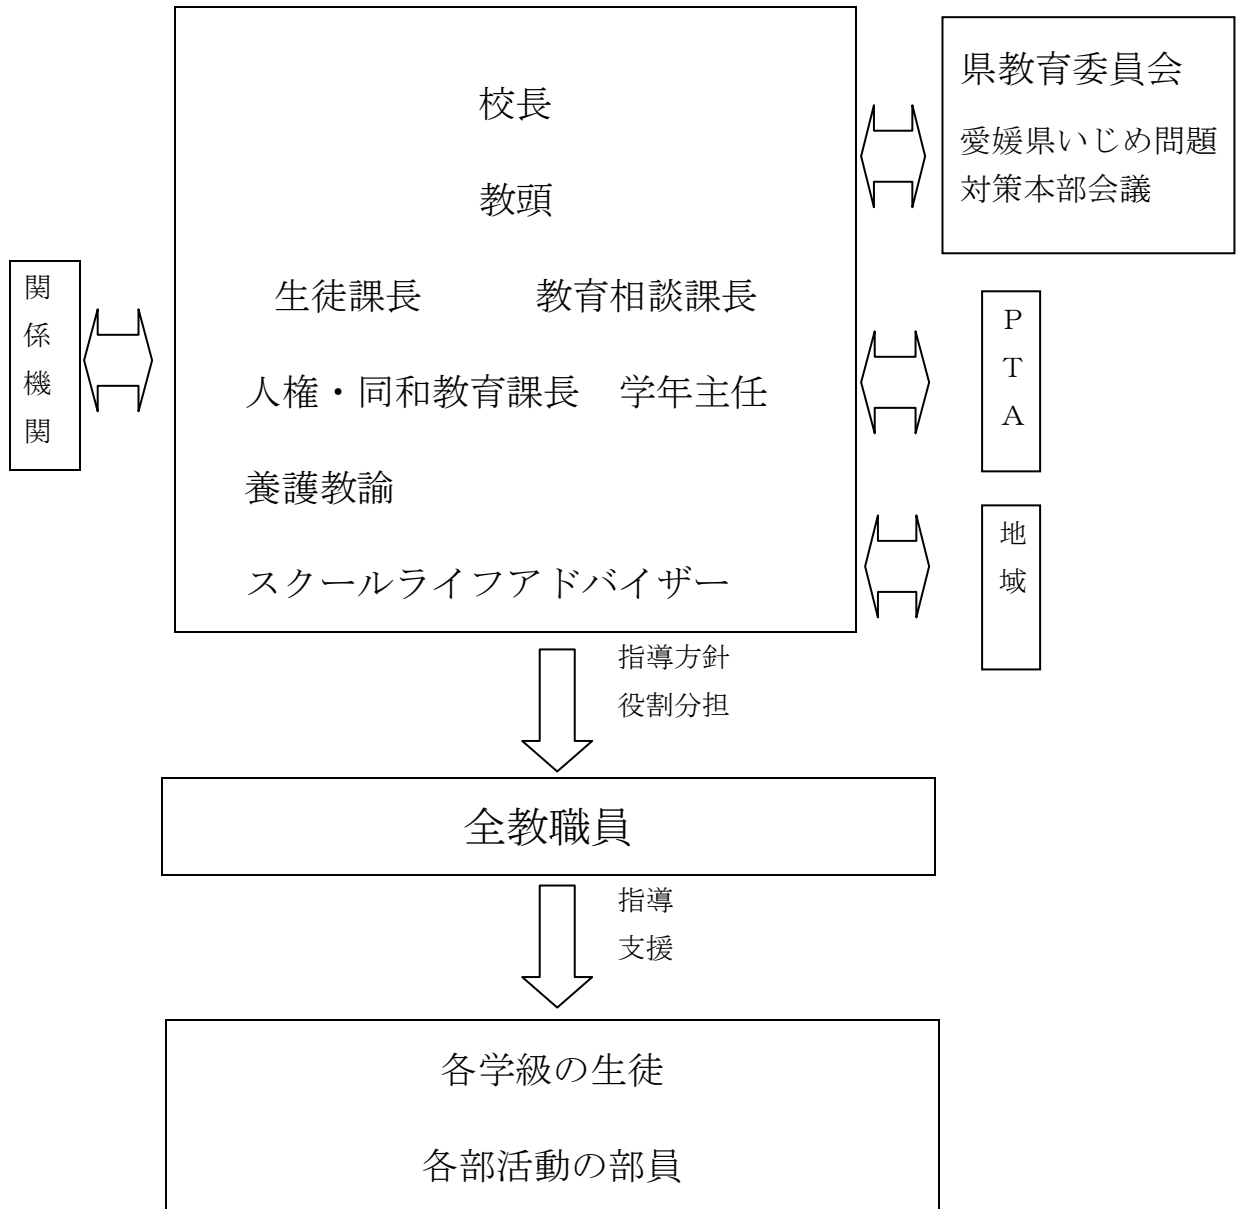 校長
教頭
生徒課長　教育相談課長
人権・同和教育課長　学年主任
養護教諭
スクールライフアドバイザー
県教育委員会
愛媛県いじめ問題
対策本部会議
関係機関
ＰＴＡ
地域
指導方針
役割分担
全教職員
指導
支援
各学級の生徒
各部活動の部員